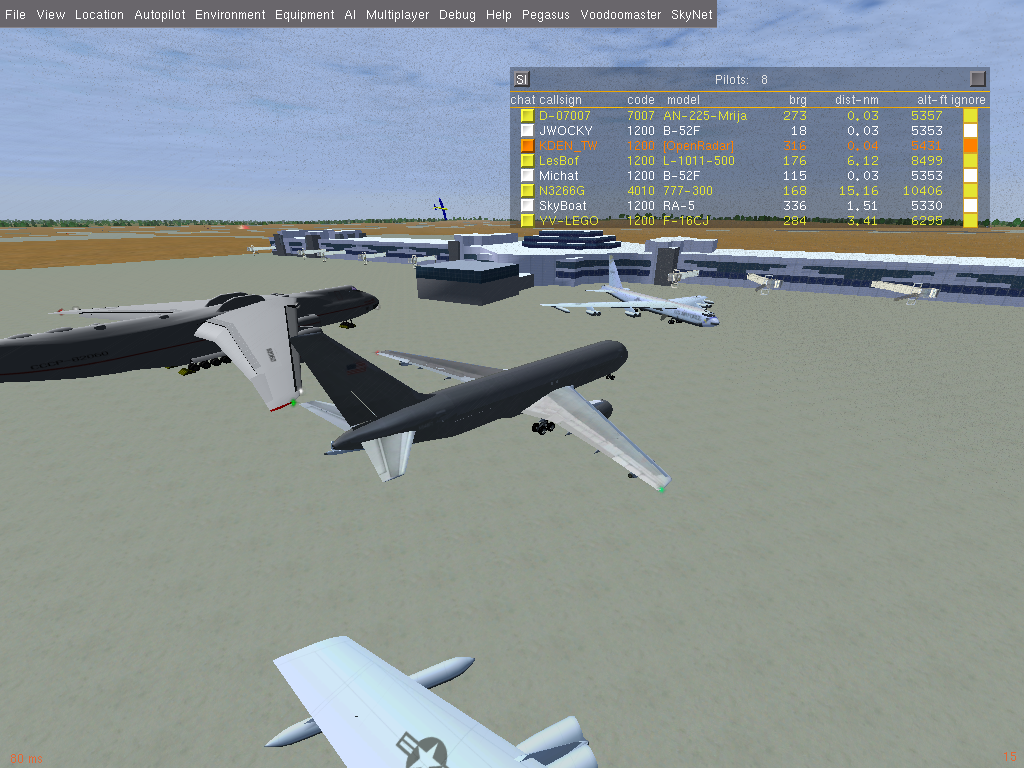 File View Location Autopilot Environment Equipment AI Multiplayer Debug Help Pegasus Voodoomaster SkyNet
SI Pilots: 8
chat callsign code model brg dist-nm alt-ft ignore
D-07007 7007 AN-225-Mrija 273 0.03 5357
JWOCKY 1200 B-52F 18 0.03 5353
KDEN_TW 1200 [OpenRadar] 316 0.04 5431
LesBof 1200 L-1011-500 176 6.12 8499
Michat 1200 B-52F 115 0.03 5353
N3266G 4010 777-300 168 15.16 10406
SkyBoat 1200 RA-5 336 1.51 5330
YV-LEGO 1200 F-16CJ 284 3.41 6295
15